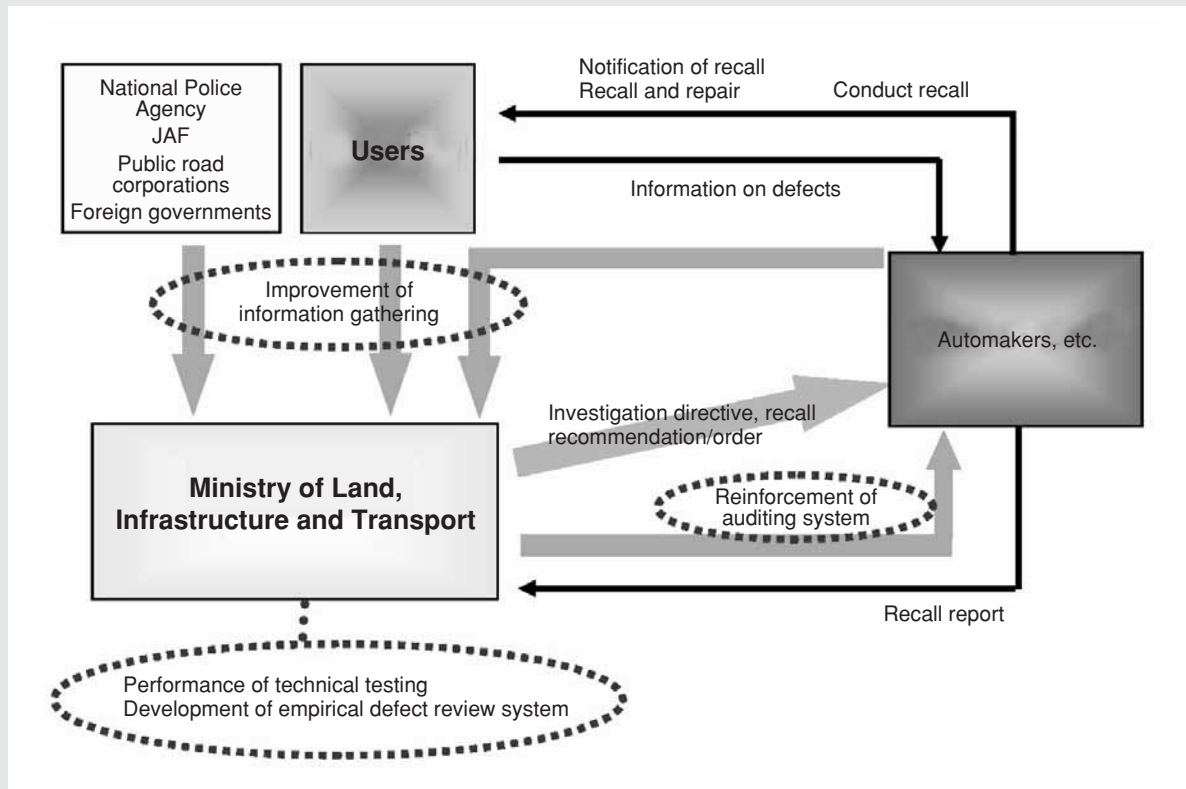 National Police
Agency
JAF
Public road
corporations
Foreign governments
Users
Notification of recall
Recall and repair
Conduct recall
Information on defects
Improvement of
information gathering
Automakers, etc.
Investigation directive, recall
recommendation/order
Ministry of Land,
Infrastructure and Transport
Reinforcement of
auditing system
Recall report
Performance of technical testing
Development of empirical defect review system